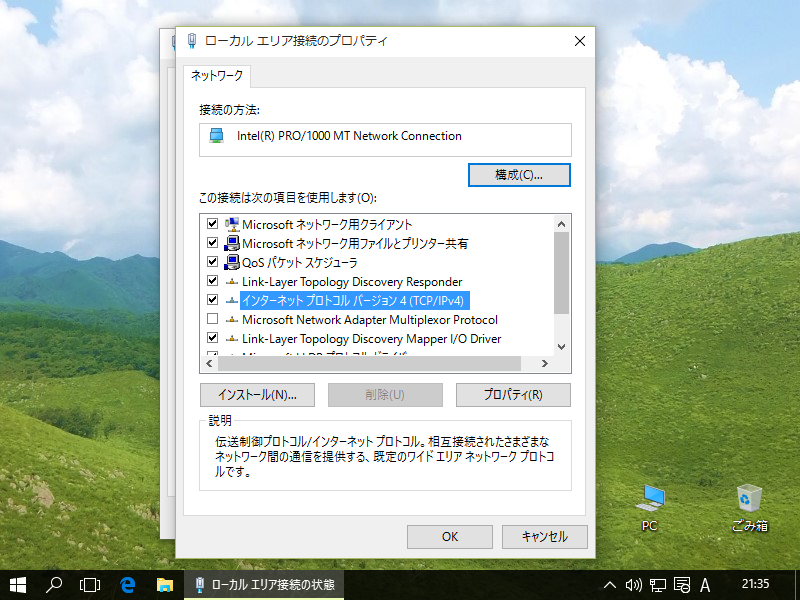 ローカル エリア接続のプロパティ
ネットワーク
接続の方法:
Intel(R) PRO/1000 MT Network Connection
構成(C)...
この接続は次の項目を使用します(O):
Microsoft ネットワーク用クライアント
Microsoft ネットワーク用ファイルとプリンター共有
QoS パケット スケジューラ
Link-Layer Topology Discovery Responder
インターネット プロトコル バージョン 4 (TCP/IPv4)
Microsoft Network Adapter Multiplexor Protocol
Link-Layer Topology Discovery Mapper I/O Driver
Microsoft LLDP プロトコル ドライバー
インストール(N)...
削除(U)
プロパティ(R)
説明
伝送制御プロトコル/インターネット プロトコル。相互接続されたさまざまな
ネットワーク間の通信を提供する、既定のワイド エリア ネットワーク プロトコ
ルです。
OK
キャンセル
PC
ごみ箱
ローカル エリア接続の状態
A
21:35